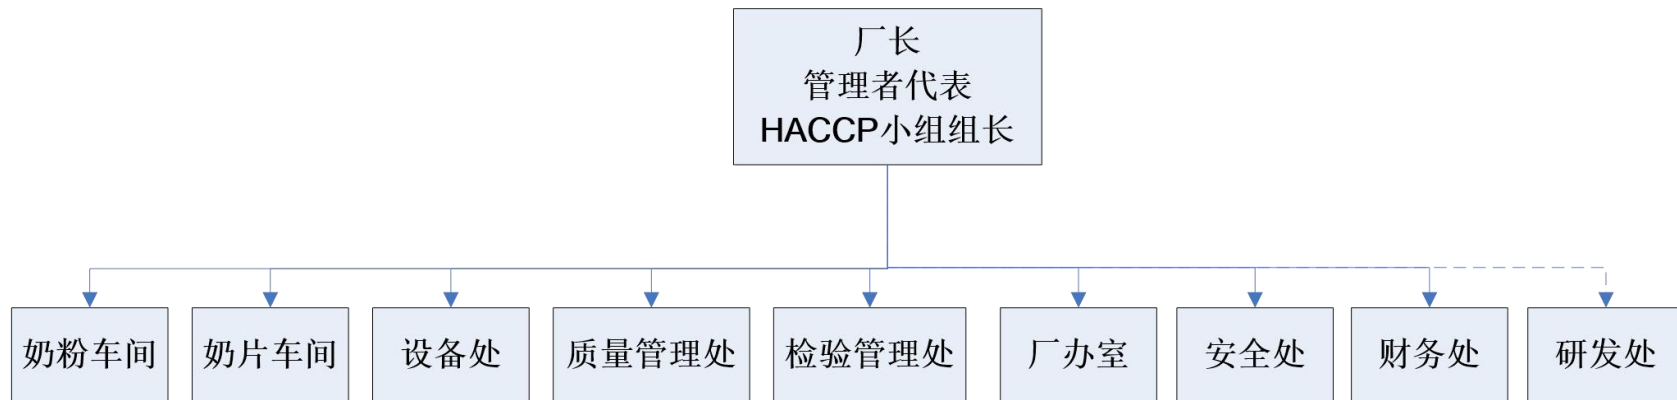 厂长
管理者代表
HACCP小组组长
奶粉车间
奶片车间
设备处
质量管理处
检验管理处
厂办室
安全处
财务处
研发处